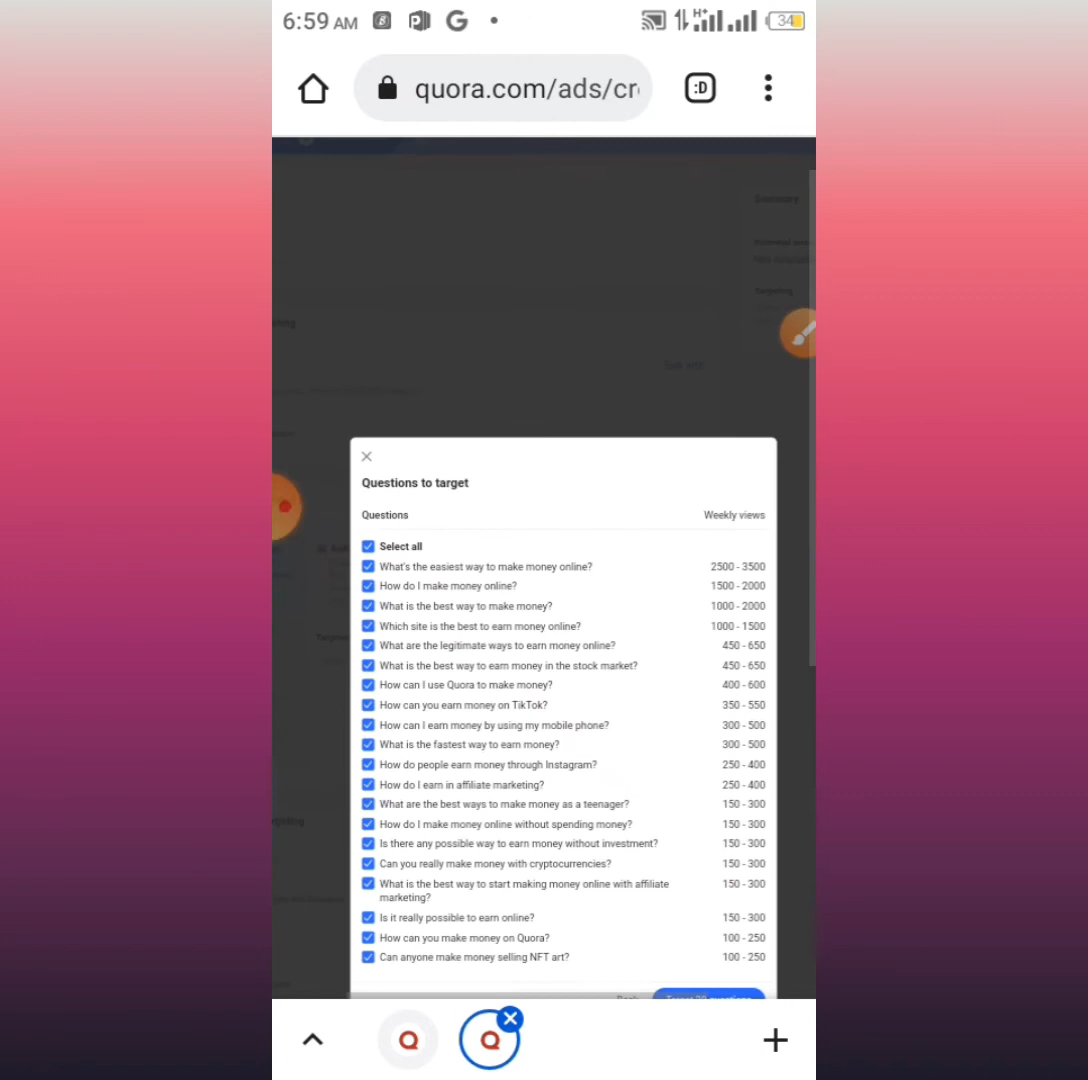 6:59 AM
H+
34
quora.com/ads/cr
:D
Summary
Targeting
Questions to target
Questions Weekly views
Select all
What's the easiest way to make money online? 2500 - 3500
How do I make money online? 1500 - 2000
What is the best way to make money? 1000 - 2000
Which site is the best to earn money online? 1000 - 1500
What are the legitimate ways to earn money online? 450 - 650
What is the best way to earn money in the stock market? 450 - 650
How can I use Quora to make money? 400 - 600
How can you earn money on TikTok? 350 - 550
How can I earn money by using my mobile phone? 300 - 500
What is the fastest way to earn money? 300 - 500
How do people earn money through Instagram? 250 - 400
How do I earn in affiliate marketing? 250 - 400
What are the best ways to make money as a teenager? 150 - 300
How do I make money online without spending money? 150 - 300
Is there any possible way to earn money without investment? 150 - 300
Can you really make money with cryptocurrencies? 150 - 300
What is the best way to start making money online with affiliate 150 - 300
marketing?
Is it really possible to earn online? 150 - 300
How can you make money on Quora? 100 - 250
Can anyone make money selling NFT art? 100 - 250
Back Target 20 questions